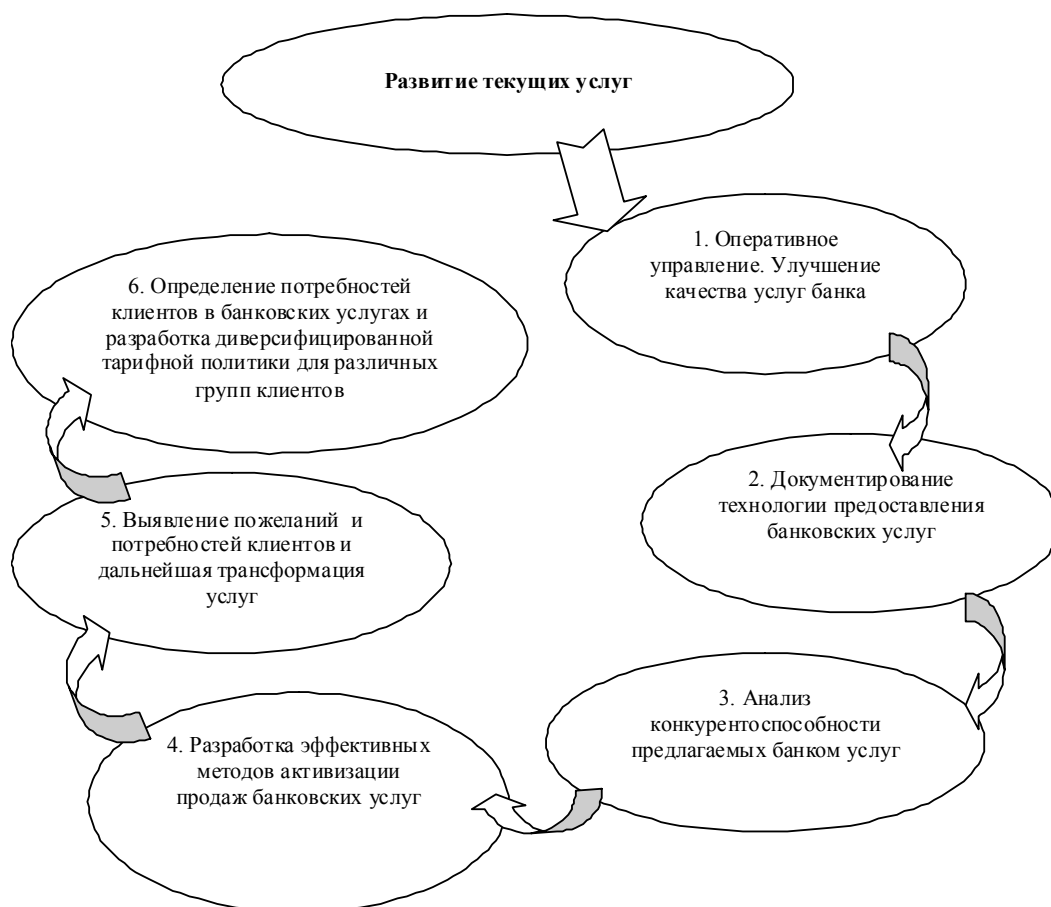 Развитие текущих услуг
1. Оперативное
управление. Улучшение
качества услуг банка
2. Документирование
технологии предоставления
банковских услуг
3. Анализ
конкурентоспособности
предлагаемых банком услуг
4. Разработка эффективных
методов активизации
продаж банковских услуг
5. Выявление пожеланий и
потребностей клиентов и
дальнейшая трансформация
услуг
6. Определение потребностей
клиентов в банковских услугах и
разработка диверсифицированной
тарифной политики для различных
групп клиентов